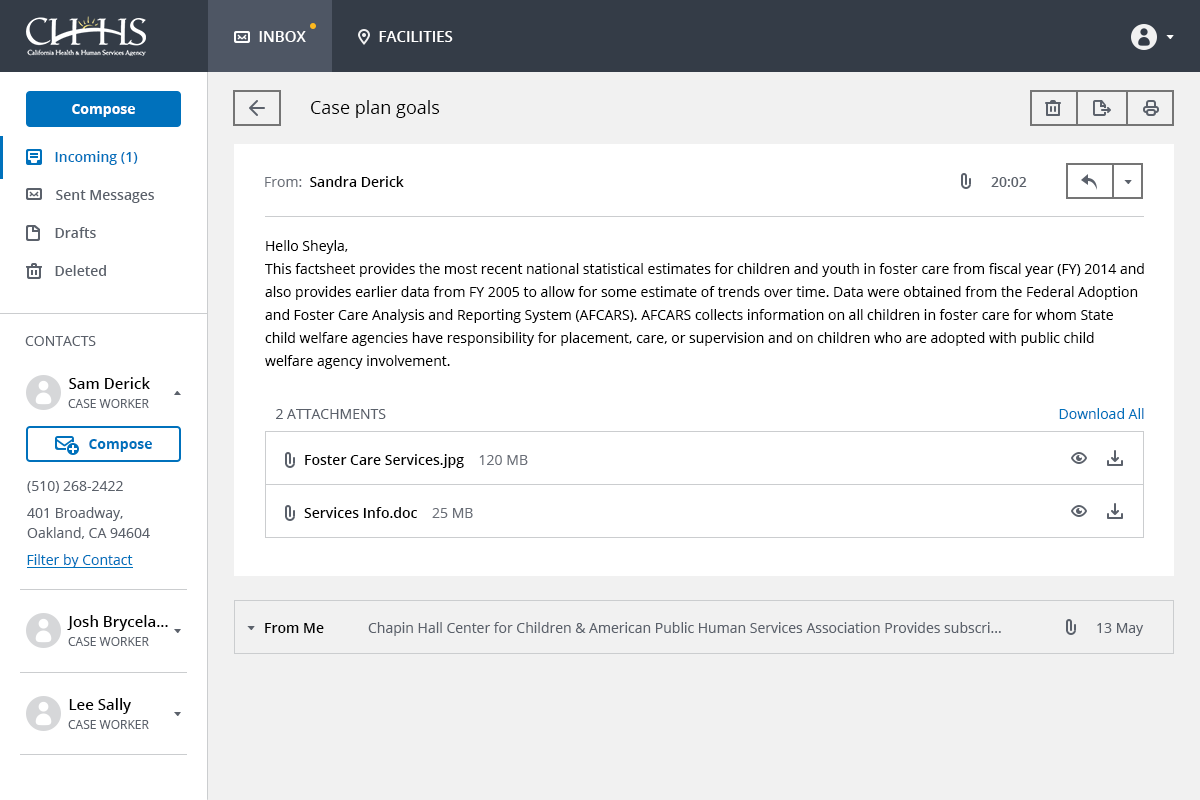 CHHS
California Health & Human Services Agency
INBOX
FACILITIES
Compose
Incoming (1)
Sent Messages
Drafts
Deleted
CONTACTS
Sam Derick
CASE WORKER
Compose
(510) 268-2422
401 Broadway,
Oakland, CA 94604
Filter by Contact
Josh Brycela...
CASE WORKER
Lee Sally
CASE WORKER
Case plan goals
From: Sandra Derick
20:02
Hello Sheyla,
This factsheet provides the most recent national statistical estimates for children and youth in foster care from fiscal year (FY) 2014 and
also provides earlier data from FY 2005 to allow for some estimate of trends over time. Data were obtained from the Federal Adoption
and Foster Care Analysis and Reporting System (AFCARS). AFCARS collects information on all children in foster care for whom State
child welfare agencies have responsibility for placement, care, or supervision and on children who are adopted with public child
welfare agency involvement.
2 ATTACHMENTS
Download All
Foster Care Services.jpg 120 MB
Services Info.doc 25 MB
From Me
Chapin Hall Center for Children & American Public Human Services Association Provides subscri...
13 May